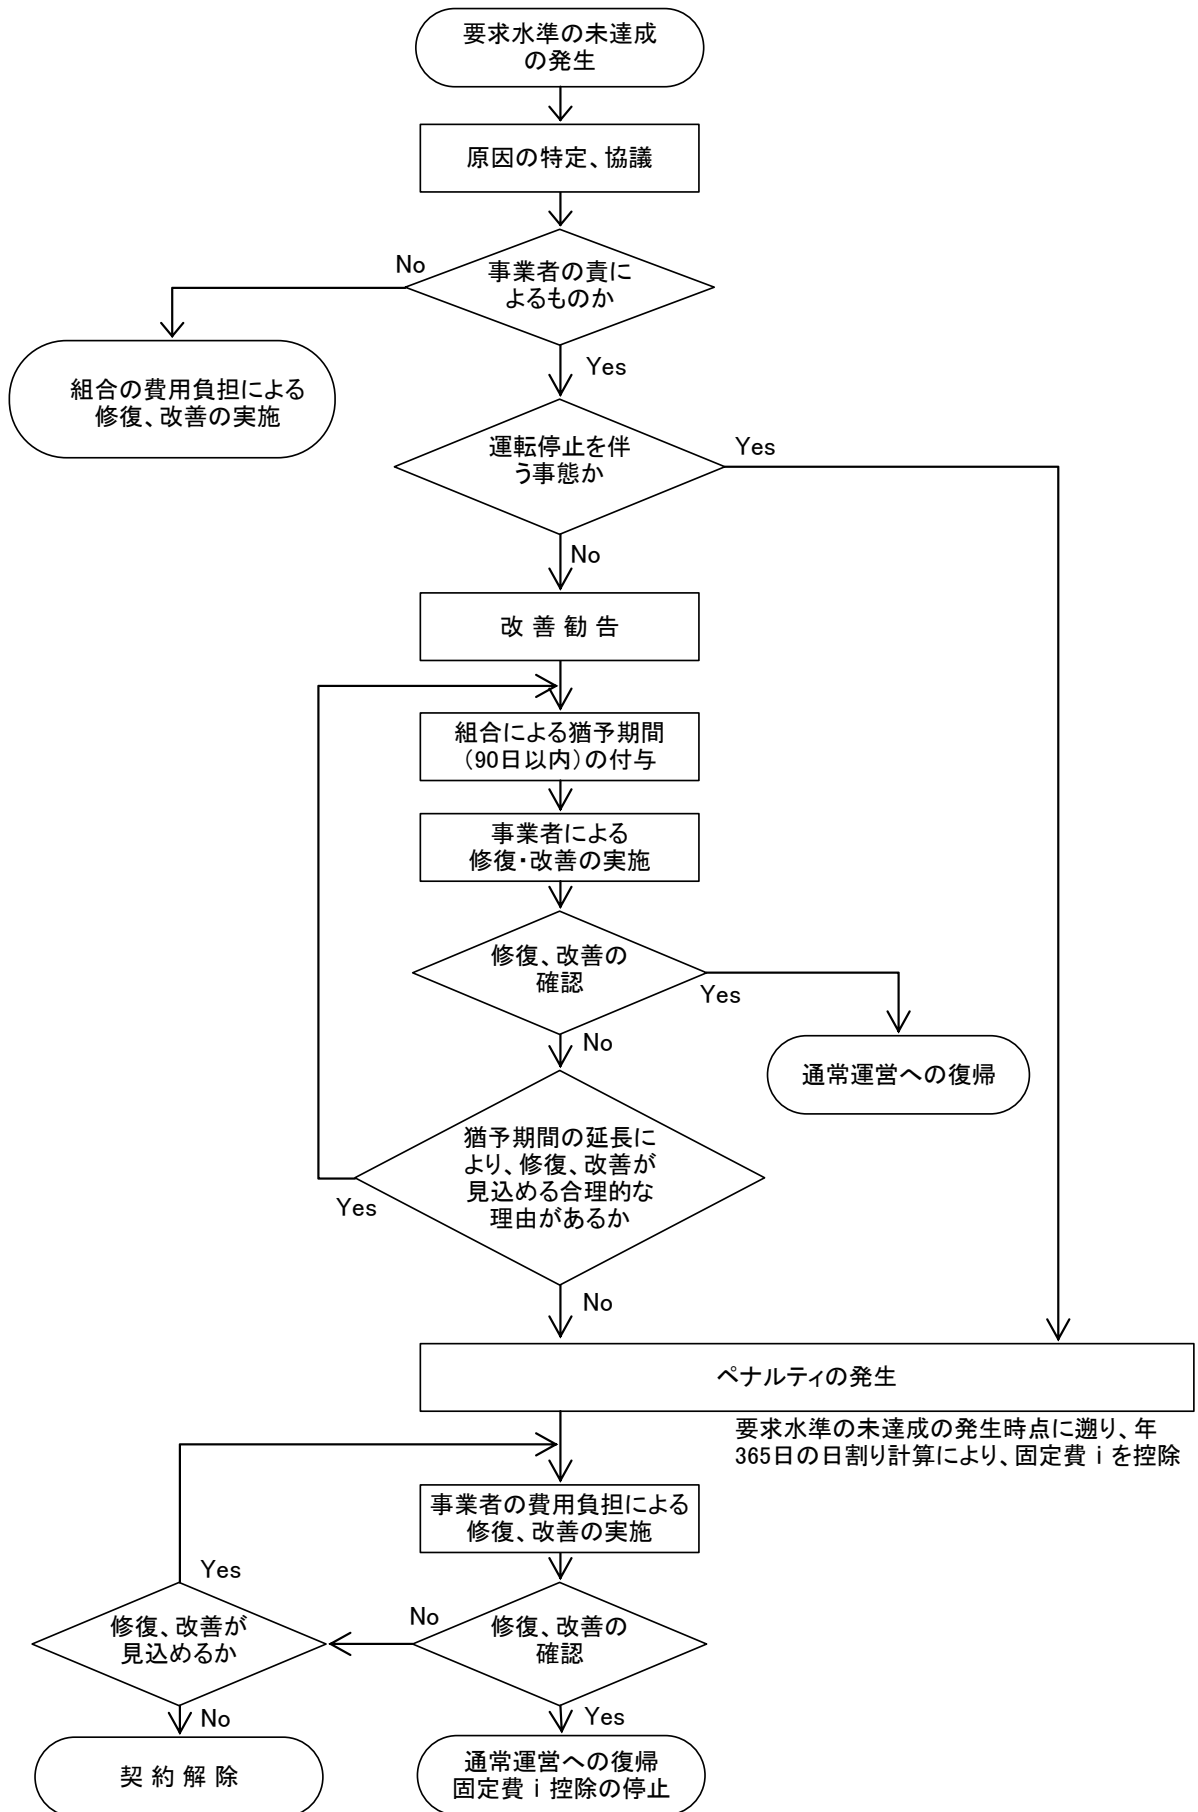 要求水準の未達成
の発生
原因の特定、協議
No
事業者の責に
よるものか
Yes
組合の費用負担による
修復、改善の実施
運転停止を伴
う事態か
Yes
No
改善勧告
組合による猶予期間
（90日以内）の付与
事業者による
修復・改善の実施
修復、改善の
確認
Yes
No
通常運営への復帰
猶予期間の延長に
より、修復、改善が
見込める合理的な
理由があるか
Yes
No
ペナルティの発生
要求水準の未達成の発生時点に遡り、年
365日の日割り計算により、固定費ｉを控除
事業者の費用負担による
修復、改善の実施
Yes
修復、改善が
見込めるか
No
修復、改善の
確認
No
Yes
契約解除
通常運営への復帰
固定費ｉ控除の停止